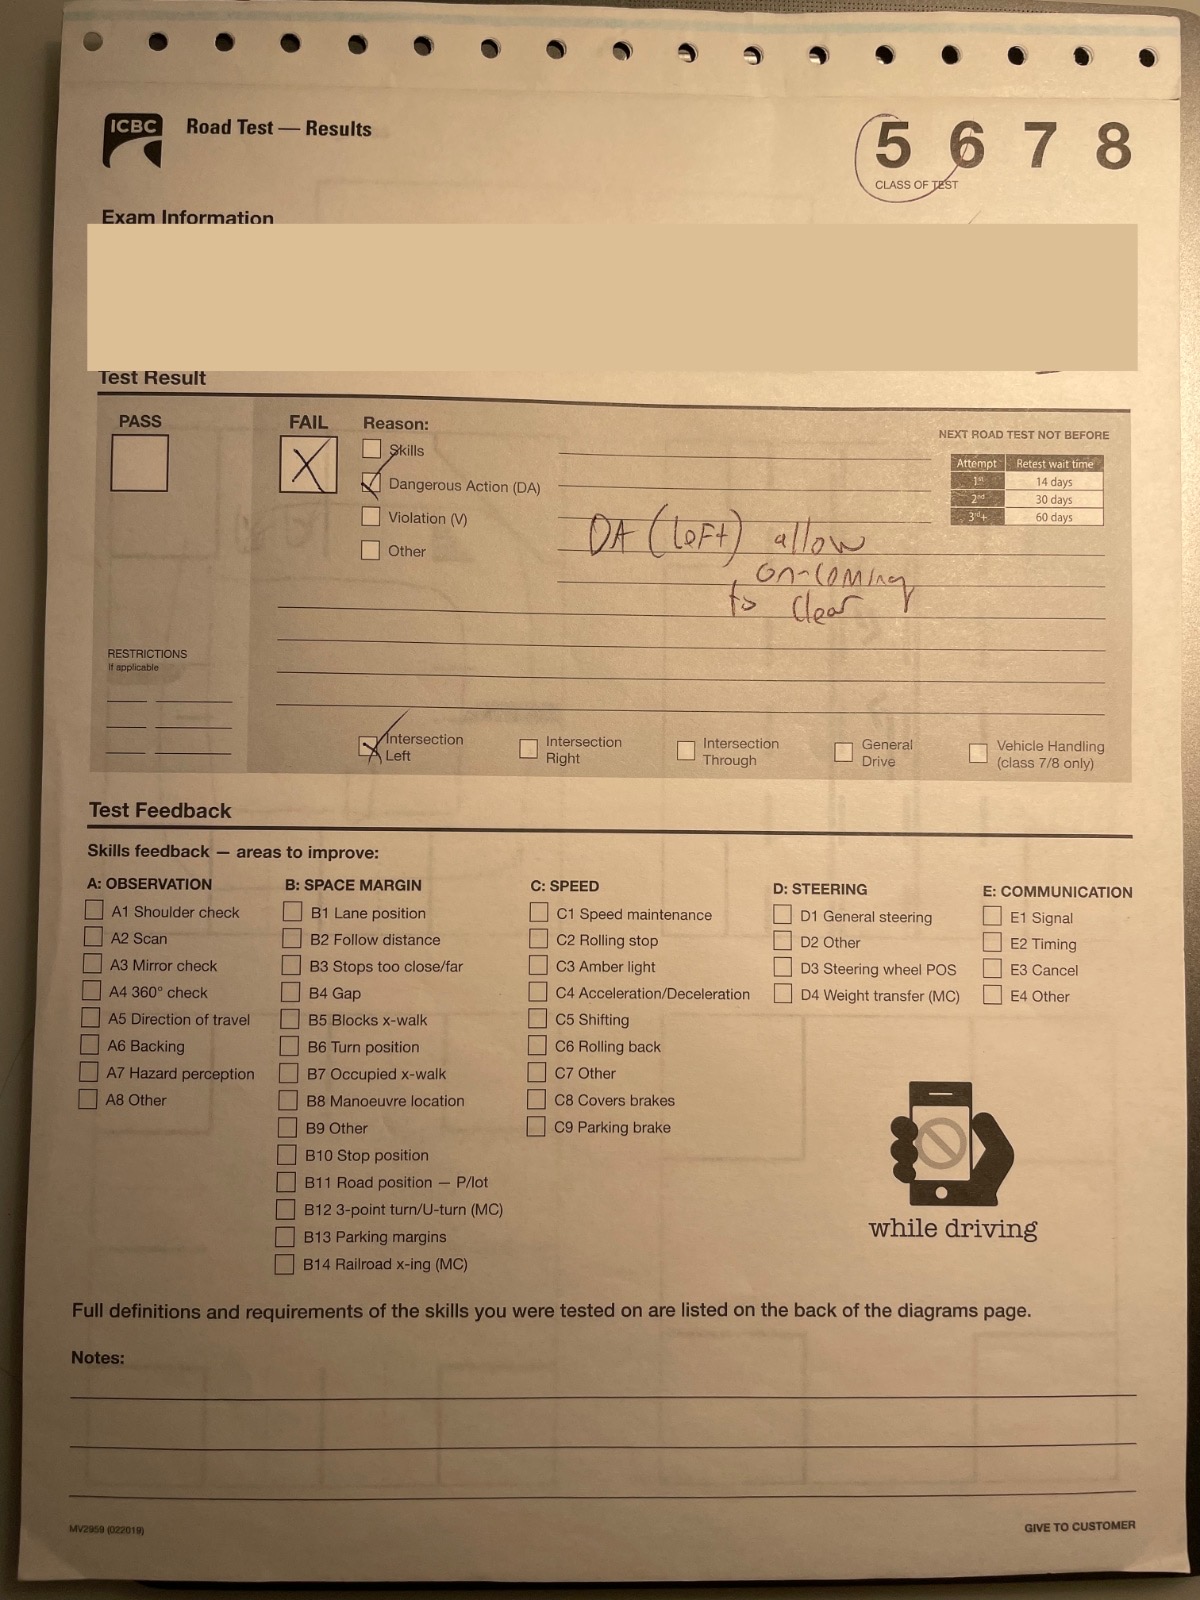 ICBC
Road Test — Results
5 6 7 8
CLASS OF TEST
Exam Information
Test Result
PASS
FAIL
Reason:
Skills
Dangerous Action (DA)
Violation (V)
Other
NEXT ROAD TEST NOT BEFORE
Attempt Retest wait time
1st 14 days
2nd 30 days
3rd+ 60 days
DA (left) allow
on-coming
to clear
RESTRICTIONS
If applicable
Intersection
Left
Intersection
Right
Intersection
Through
General
Drive
Vehicle Handling
(class 7/8 only)
Test Feedback
Skills feedback — areas to improve:
A: OBSERVATION
A1 Shoulder check
A2 Scan
A3 Mirror check
A4 360° check
A5 Direction of travel
A6 Backing
A7 Hazard perception
A8 Other
B: SPACE MARGIN
B1 Lane position
B2 Follow distance
B3 Stops too close/far
B4 Gap
B5 Blocks x-walk
B6 Turn position
B7 Occupied x-walk
B8 Manoeuvre location
B9 Other
B10 Stop position
B11 Road position — P/lot
B12 3-point turn/U-turn (MC)
B13 Parking margins
B14 Railroad x-ing (MC)
C: SPEED
C1 Speed maintenance
C2 Rolling stop
C3 Amber light
C4 Acceleration/Deceleration
C5 Shifting
C6 Rolling back
C7 Other
C8 Covers brakes
C9 Parking brake
D: STEERING
D1 General steering
D2 Other
D3 Steering wheel POS
D4 Weight transfer (MC)
E: COMMUNICATION
E1 Signal
E2 Timing
E3 Cancel
E4 Other
while driving
Full definitions and requirements of the skills you were tested on are listed on the back of the diagrams page.
Notes:
MV2959 (022019)
GIVE TO CUSTOMER